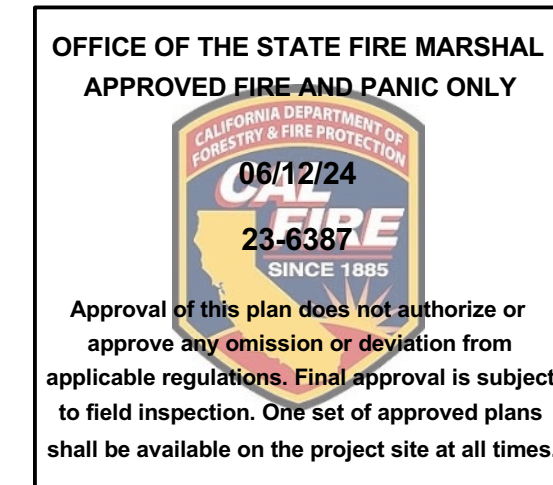 OFFICE OF THE STATE FIRE MARSHAL
APPROVED FIRE AND PANIC ONLY
CALIFORNIA DEPARTMENT OF
FORESTRY & FIRE PROTECTION
CAL
06/12/24
FIRE
23-6387
SINCE 1885
Approval of this plan does not authorize or
approve any omission or deviation from
applicable regulations. Final approval is subject
to field inspection. One set of approved plans
shall be available on the project site at all times.